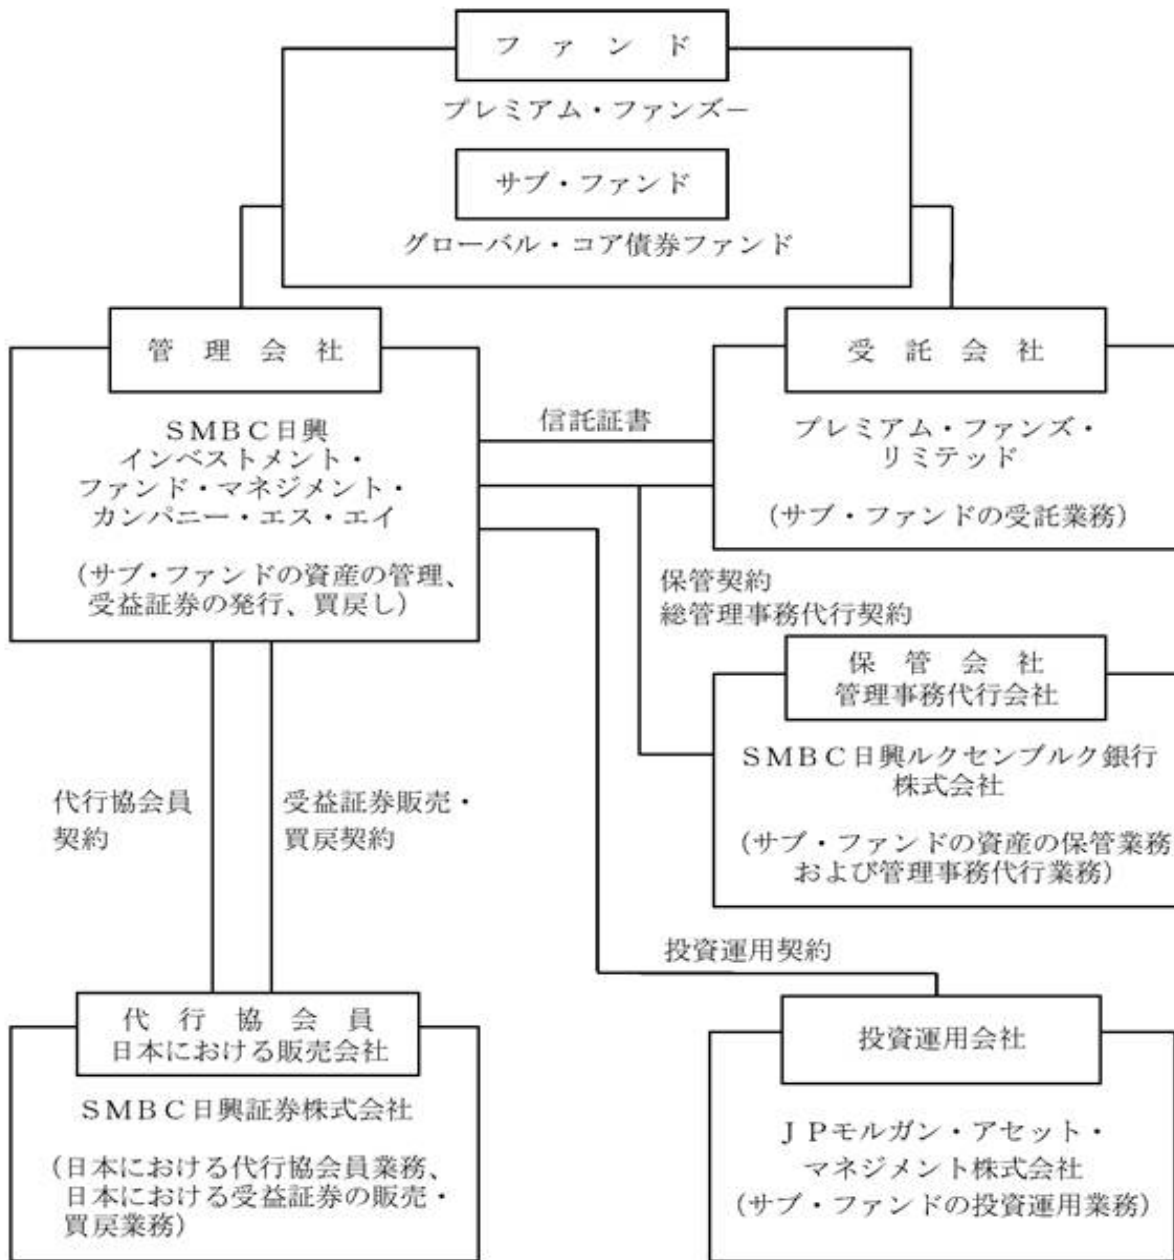 ファンド
プレミアム・ファンズー
サブ・ファンド
グローバル・コア債券ファンド
管理会社
SMBC日興
インベストメント・
ファンド・マネジメント・
カンパニー・エス・エイ
(サブ・ファンドの資産の管理、
受益証券の発行、買戻し)
信託証書
受託会社
プレミアム・ファンズ・
リミテッド
(サブ・ファンドの受託業務)
保管契約
総管理事務代行契約
保管会社
管理事務代行会社
SMBC日興ルクセンブルク銀行
株式会社
(サブ・ファンドの資産の保管業務
および管理事務代行業務)
代行協会員
契約
受益証券販売・
買戻契約
投資運用契約
代行協会員
日本における販売会社
SMBC日興証券株式会社
(日本における代行協会員業務、
日本における受益証券の販売・
買戻業務)
投資運用会社
JPモルガン・アセット・
マネジメント株式会社
(サブ・ファンドの投資運用業務)